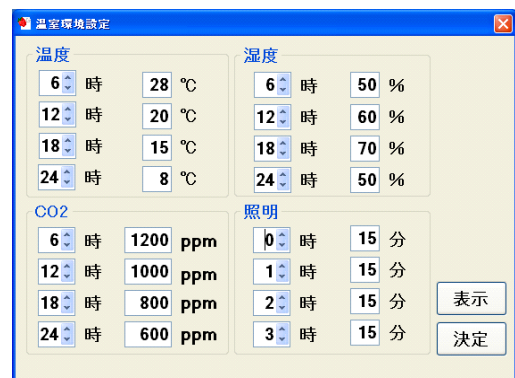 温室環境設定
温度
6 時 28 ℃
12 時 20 ℃
18 時 15 ℃
24 時 8 ℃
湿度
6 時 50 %
12 時 60 %
18 時 70 %
24 時 50 %
CO2
6 時 1200 ppm
12 時 1000 ppm
18 時 800 ppm
24 時 600 ppm
照明
0 時 15 分
1 時 15 分
2 時 15 分
3 時 15 分
表示
決定